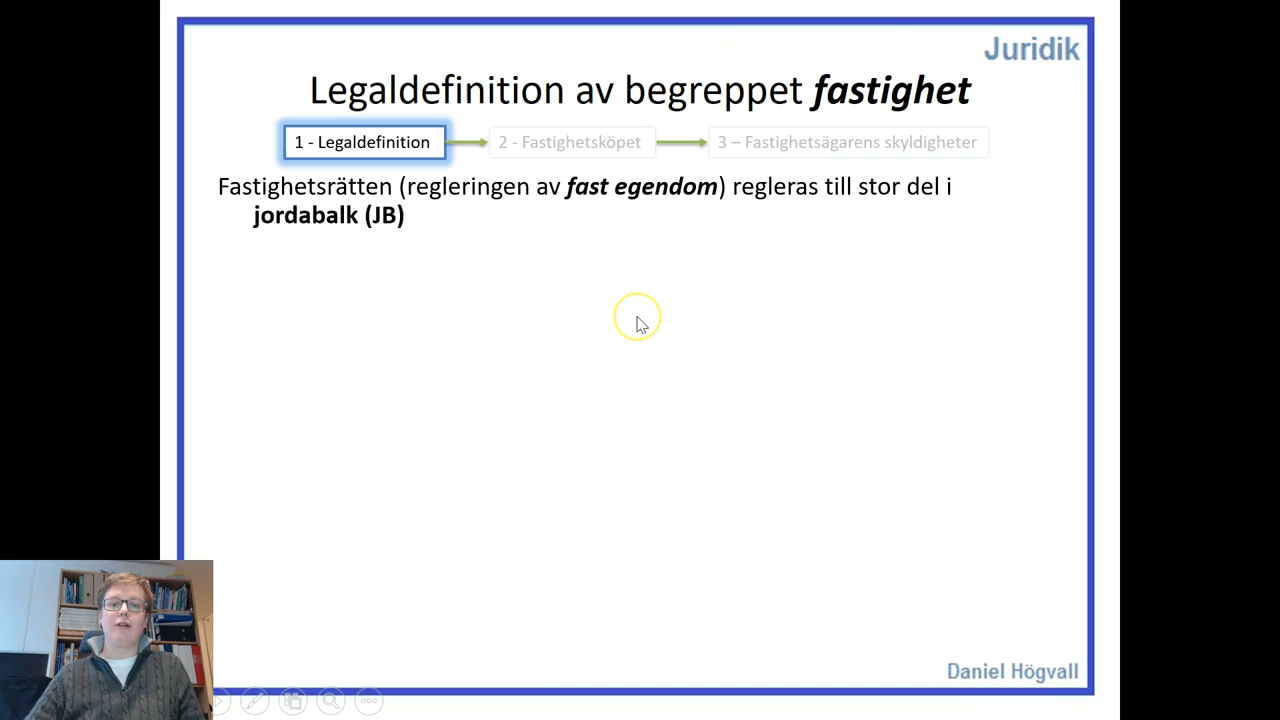 Juridik
Legaldefinition av begreppet fastighet
1 - Legaldefinition
2 - Fastighetsköpet
3 – Fastighetsägarens skyldigheter
Fastighetsrätten (regleringen av fast egendom) regleras till stor del i
jordabalk (JB)
Daniel Högvall